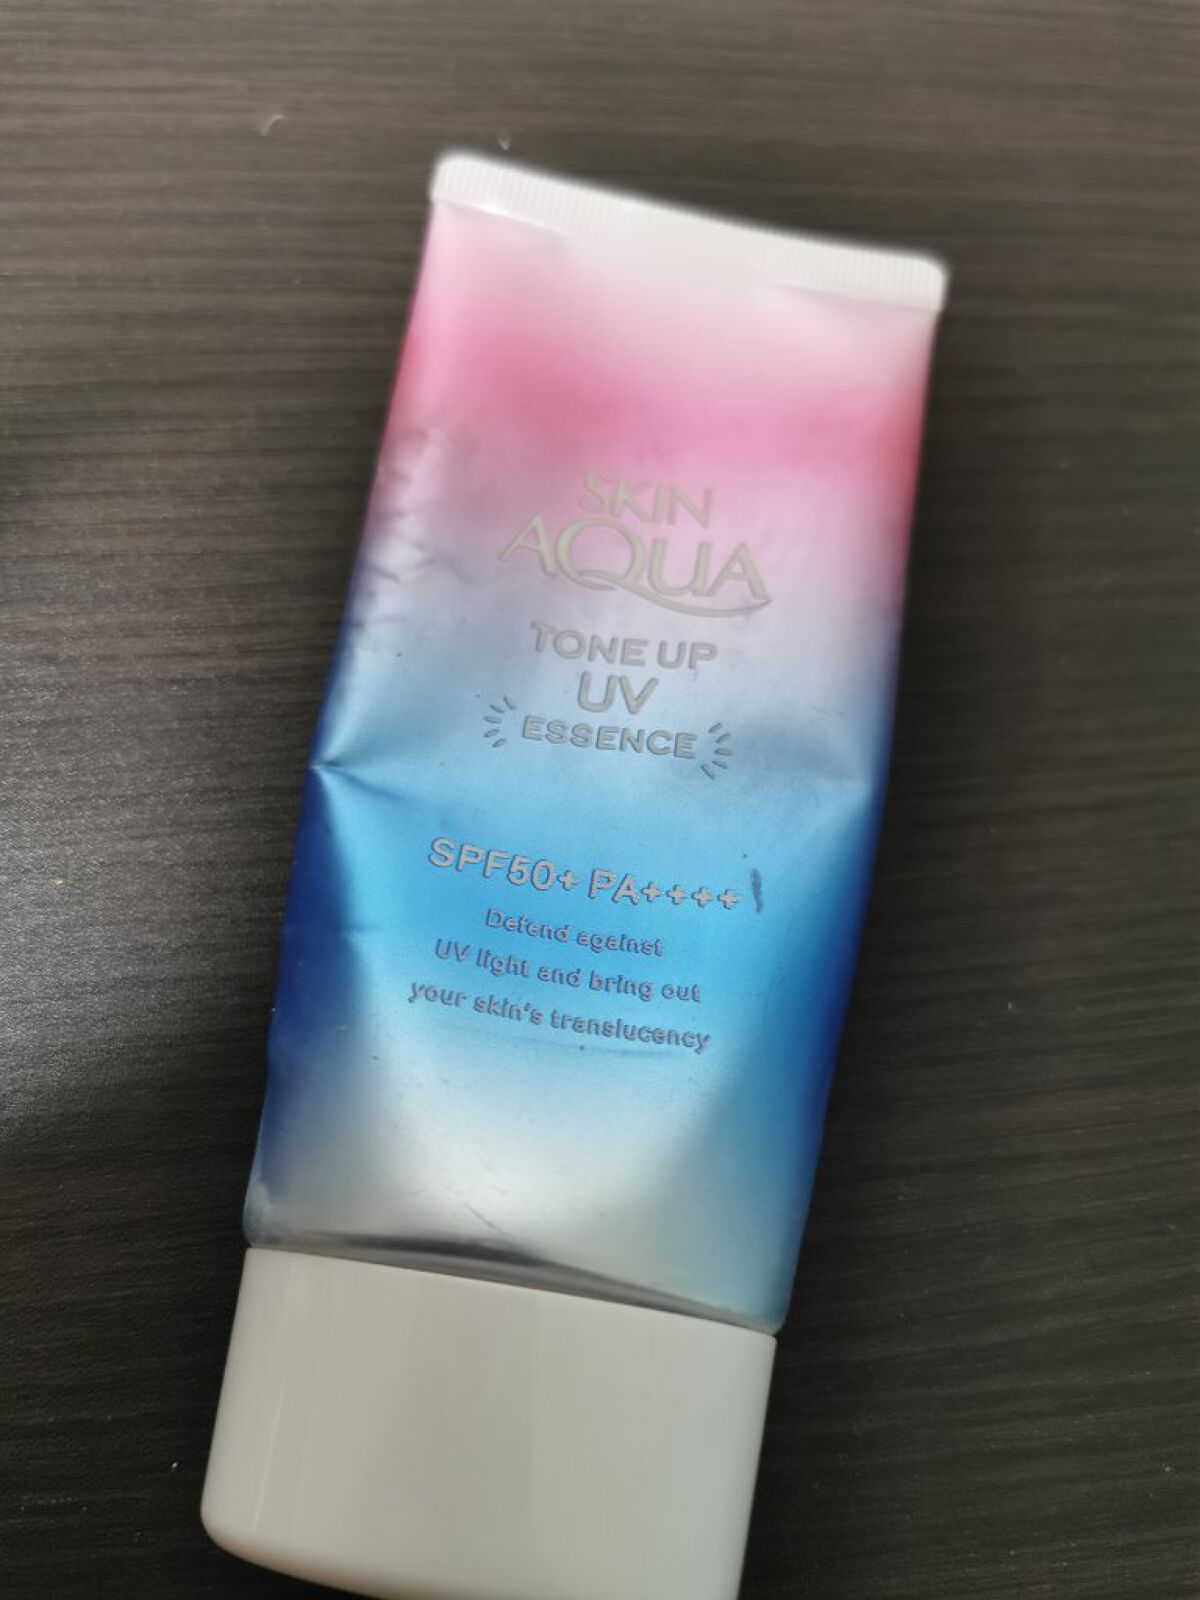 SKIN
AQUA
TONE UP
UV
ESSENCE
SPF50+ PA++++
Defend against
UV light and bring out
your skin's translucency